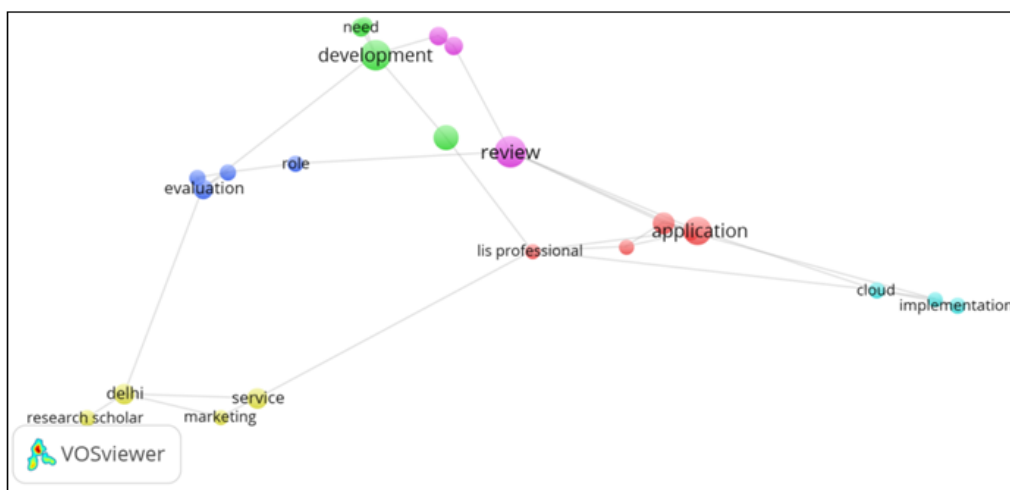 need
development
review
role
evaluation
application
lis professional
cloud
implementation
delhi
service
research scholar
marketing
VOSviewer